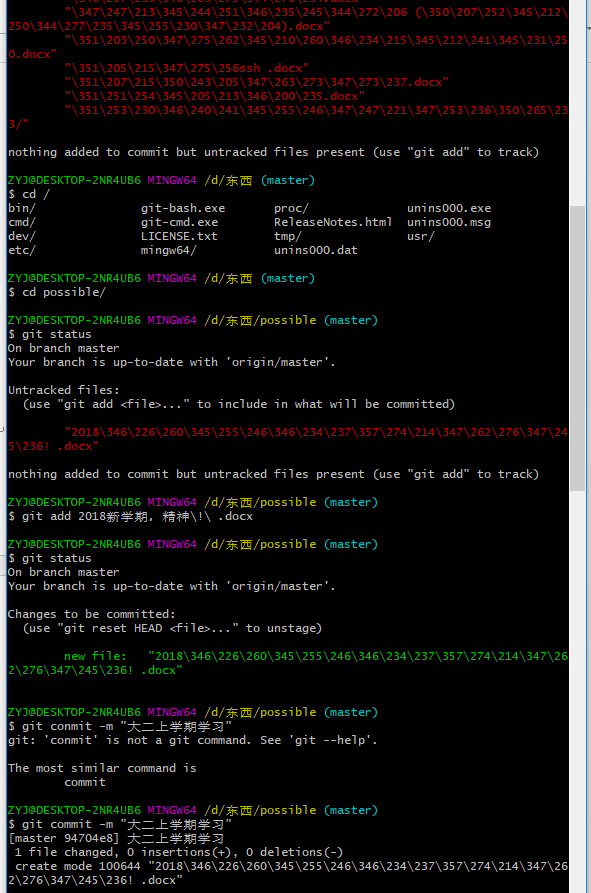 "\347\247\213\345\244\251\346\236\245\345\244\272\206 (\350\207\252\345\212\
250\344\277\235\345\255\230\347\232\204).docx"
"\351\203\250\347\275\262\345\210\260\346\234\215\345\212\241\345\231\25
0.docx"
"\351\205\215\347\275\256ssh .docx"
"\351\207\215\350\243\205\347\263\273\347\273\237.docx"
"\351\251\254\345\205\213\346\200\235.docx"
"\351\253\230\346\240\241\345\255\246\347\247\221\347\253\236\350\265\23
3/"
nothing added to commit but untracked files present (use "git add" to track)
ZYJ@DESKTOP-2NR4UB6 MINGW64 /d/东西 (master)
$ cd /
bin/ git-bash.exe proc/ unins000.exe
cmd/ git-cmd.exe ReleaseNotes.html unins000.msg
dev/ LICENSE.txt tmp/ usr/
etc/ mingw64/ unins000.dat
ZYJ@DESKTOP-2NR4UB6 MINGW64 /d/东西 (master)
$ cd possible/
ZYJ@DESKTOP-2NR4UB6 MINGW64 /d/东西/possible (master)
$ git status
On branch master
Your branch is up-to-date with 'origin/master'.
Untracked files:
(use "git add <file>..." to include in what will be committed)
"2018\346\226\260\345\255\246\346\234\237\357\274\214\347\262\276\347\24
5\236! .docx"
nothing added to commit but untracked files present (use "git add" to track)
ZYJ@DESKTOP-2NR4UB6 MINGW64 /d/东西/possible (master)
$ git add 2018新学期，精神\!\ .docx
ZYJ@DESKTOP-2NR4UB6 MINGW64 /d/东西/possible (master)
$ git status
On branch master
Your branch is up-to-date with 'origin/master'.
Changes to be committed:
(use "git reset HEAD <file>..." to unstage)
new file: "2018\346\226\260\345\255\246\346\234\237\357\274\214\347\26
2\276\347\245\236! .docx"
ZYJ@DESKTOP-2NR4UB6 MINGW64 /d/东西/possible (master)
$ git conmit -m "大二上学期学习"
git: 'conmit' is not a git command. See 'git --help'.
The most similar command is
commit
ZYJ@DESKTOP-2NR4UB6 MINGW64 /d/东西/possible (master)
$ git commit -m "大二上学期学习"
[master 94704e8] 大二上学期学习
1 file changed, 0 insertions(+), 0 deletions(-)
create mode 100644 "2018\346\226\260\345\255\246\346\234\237\357\274\214\347\26
2\276\347\245\236! .docx"